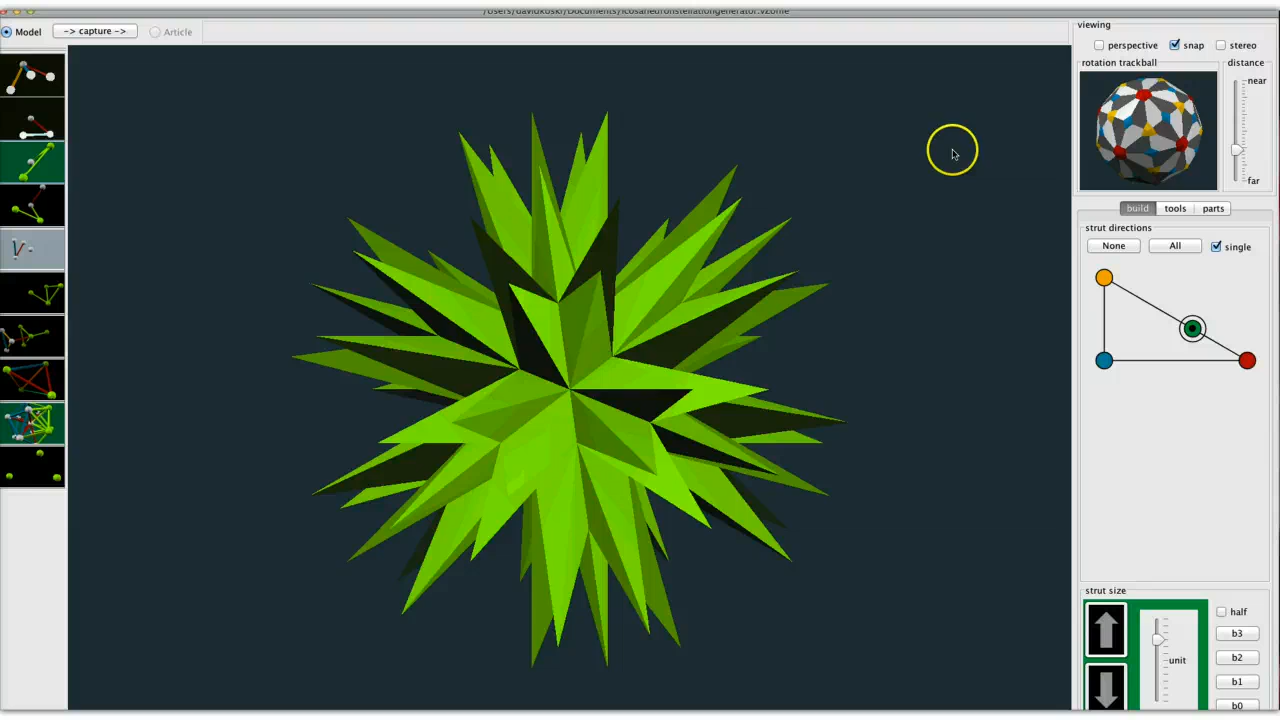 /Users/davidkoski/Documents/icosahedronstellationgenerator.vZome
Model
-> capture ->
Article
viewing
perspective
snap
stereo
rotation trackball
distance
near
far
build
tools
parts
strut directions
None
All
single
strut size
half
b3
unit
b2
b1
b0